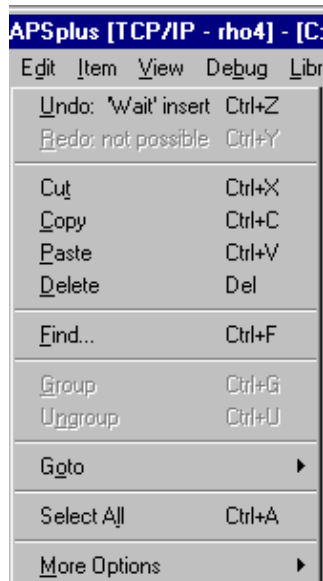 APSplus [TCP/IP - rho4] - [C:
Edit Item View Debug Libr
Undo: 'Wait' insert Ctrl+Z
Redo: not possible Ctrl+Y
Cut Ctrl+X
Copy Ctrl+C
Paste Ctrl+V
Delete Del
Find... Ctrl+F
Group Ctrl+G
Ungroup Ctrl+U
Goto
Select All Ctrl+A
More Options